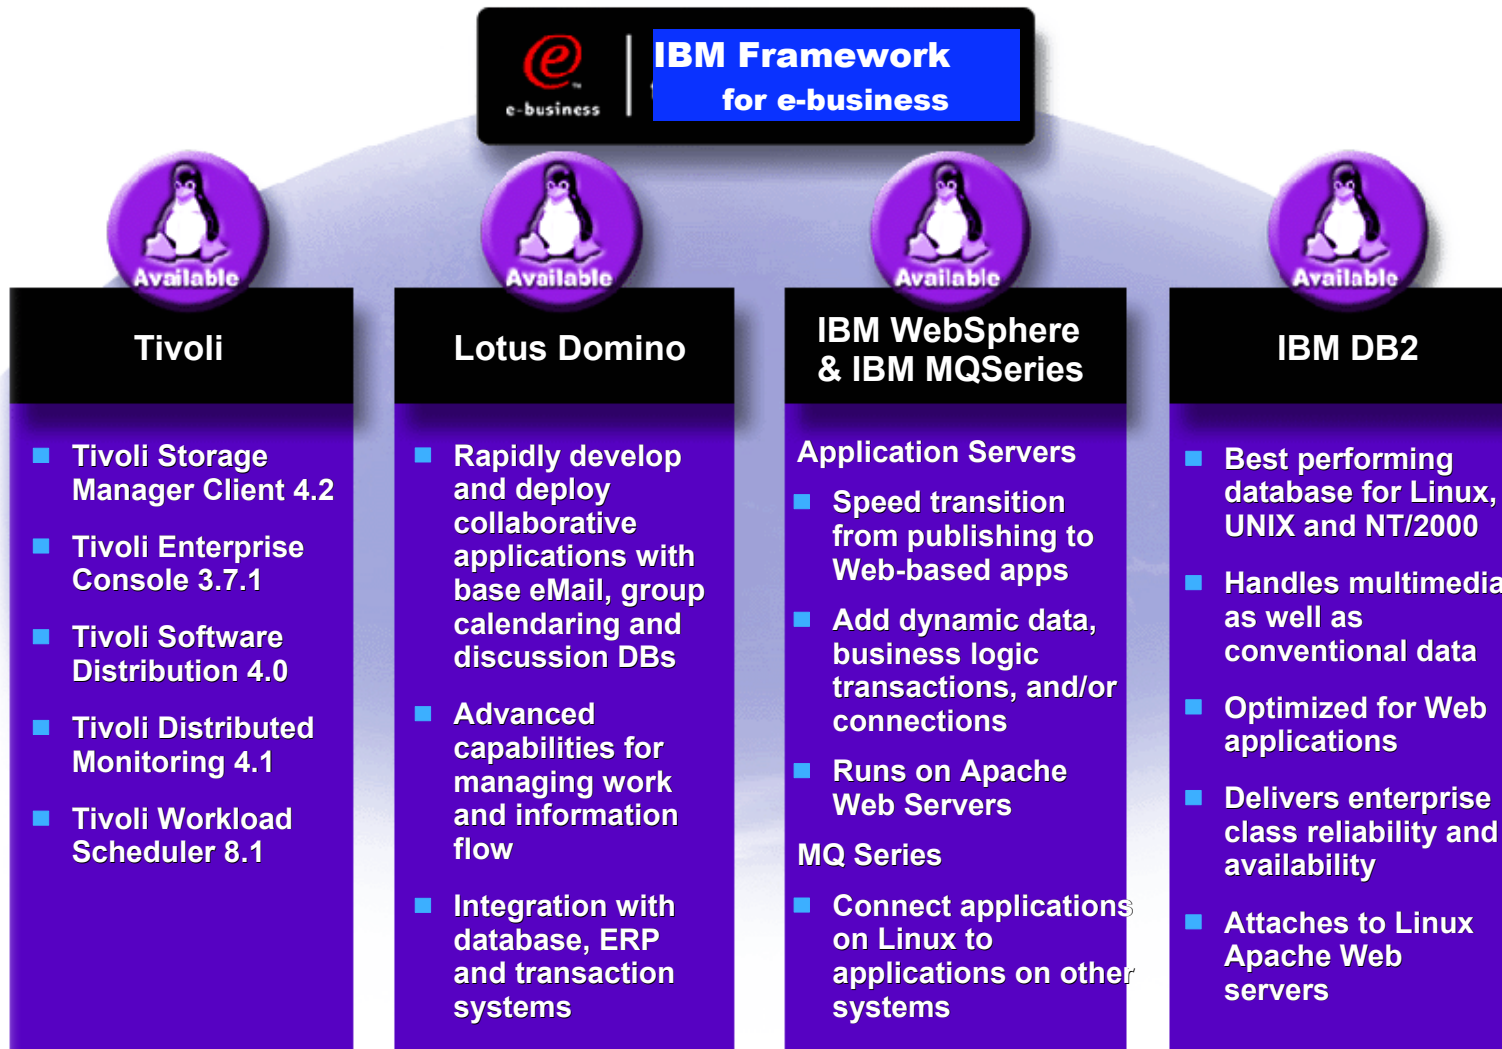 e
e-business
IBM Framework
for e-business
Available
Available
Available
Available
Tivoli
Tivoli Storage
Manager Client 4.2
Tivoli Enterprise
Console 3.7.1
Tivoli Software
Distribution 4.0
Tivoli Distributed
Monitoring 4.1
Tivoli Workload
Scheduler 8.1
Lotus Domino
Rapidly develop
and deploy
collaborative
applications with
base eMail, group
calendaring and
discussion DBs
Advanced
capabilities for
managing work
and information
flow
Integration with
database, ERP
and transaction
systems
IBM WebSphere
& IBM MQSeries
Application Servers
Speed transition
from publishing to
Web-based apps
Add dynamic data,
business logic
transactions, and/or
connections
Runs on Apache
Web Servers
MQ Series
Connect applications
on Linux to
applications on other
systems
IBM DB2
Best performing
database for Linux,
UNIX and NT/2000
Handles multimedia
as well as
conventional data
Optimized for Web
applications
Delivers enterprise
class reliability and
availability
Attaches to Linux
Apache Web
servers